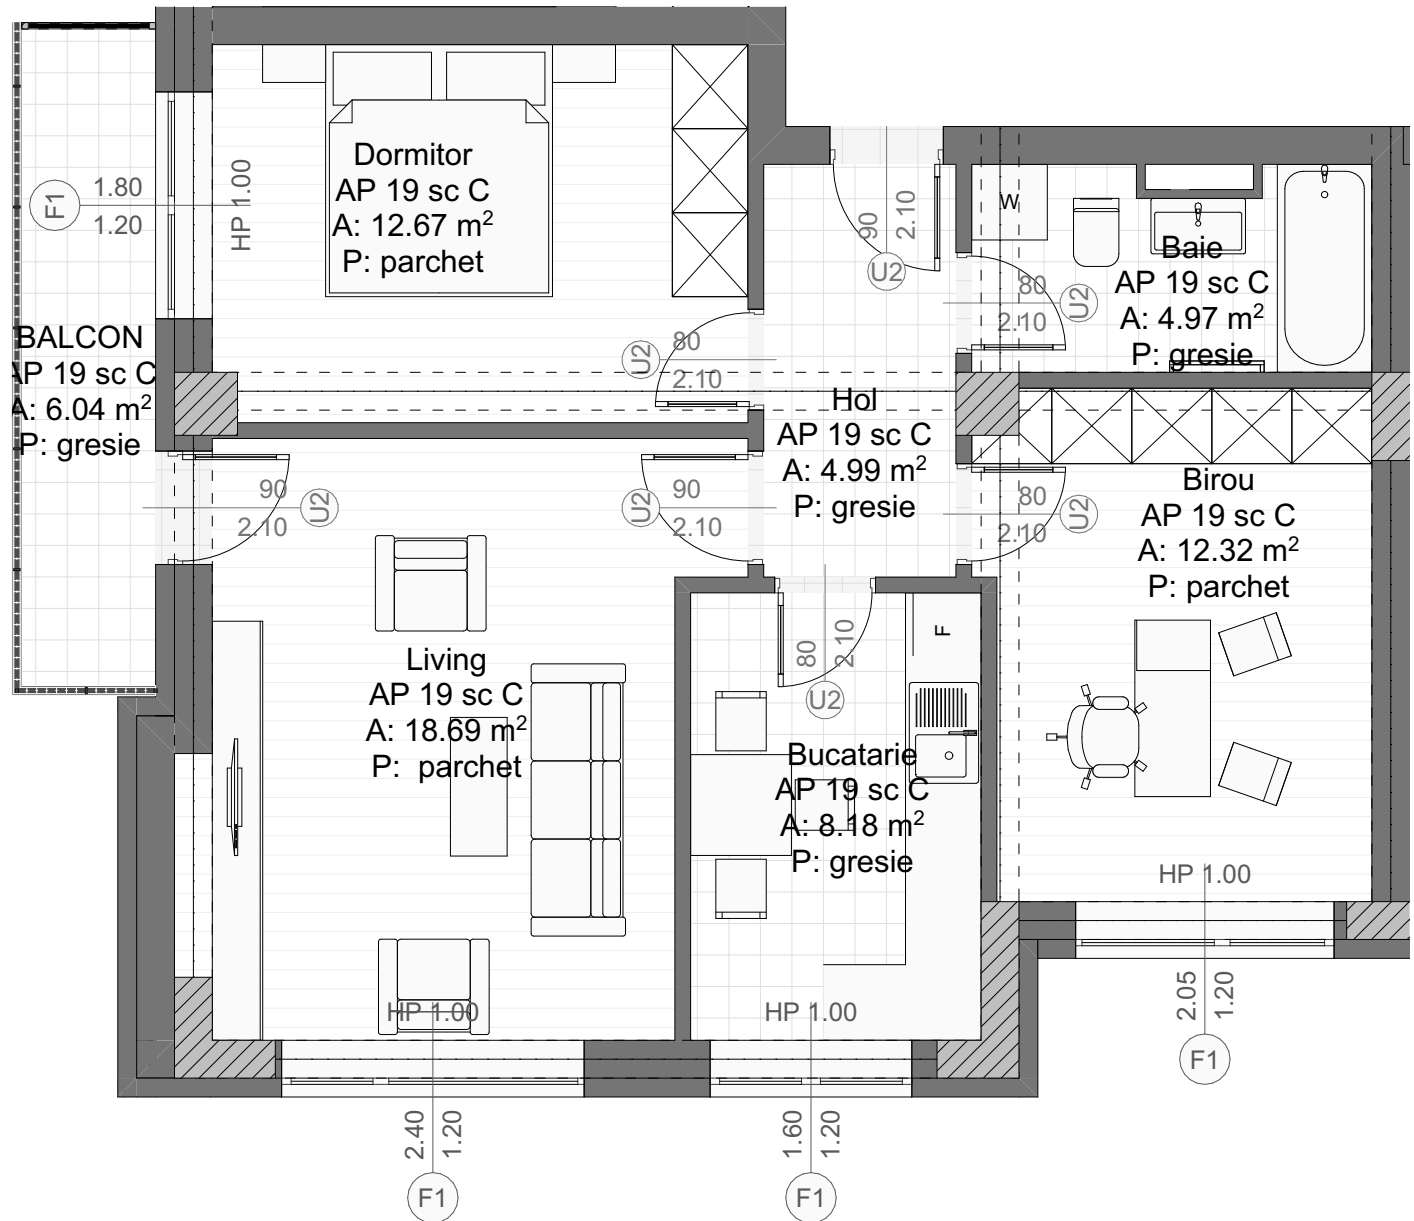 Dormitor
AP 19 sc C
A: 12.67 m²
P: parchet
F1
1.80
1.20
HP 1.00
BALCON
AP 19 sc C
A: 6.04 m²
P: gresie
90
2.10
U2
W
Baie
AP 19 sc C
A: 4.97 m²
P: gresie
80
2.10
U2
U2
80
2.10
Hol
AP 19 sc C
A: 4.99 m²
P: gresie
90
2.10
U2
U2
90
2.10
80
2.10
U2
Birou
AP 19 sc C
A: 12.32 m²
P: parchet
F
80
2.10
U2
Living
AP 19 sc C
A: 18.69 m²
P: parchet
Bucatarie
AP 19 sc C
A: 8.18 m²
P: gresie
HP 1.00
HP 1.00
HP 1.00
2.05
1.20
F1
2.40
1.20
F1
1.60
1.20
F1